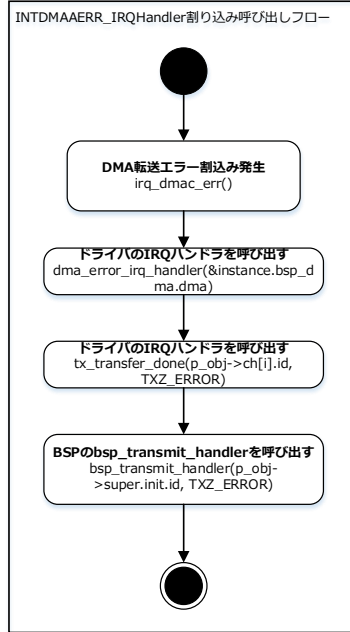 INTDMAAERR_IRQHandler割り込み呼び出しフロー
DMA転送エラー割込み発生
irq_dmac_err()
ドライバのIRQハンドラを呼び出す
dma_error_irq_handler(&instance.bsp_d
ma.dma)
ドライバのIRQハンドラを呼び出す
tx_transfer_done(p_obj->ch[i].id,
TXZ_ERROR)
BSPのbsp_transmit_handlerを呼び出す
bsp_transmit_handler(p_obj-
>super.init.id, TXZ_ERROR)